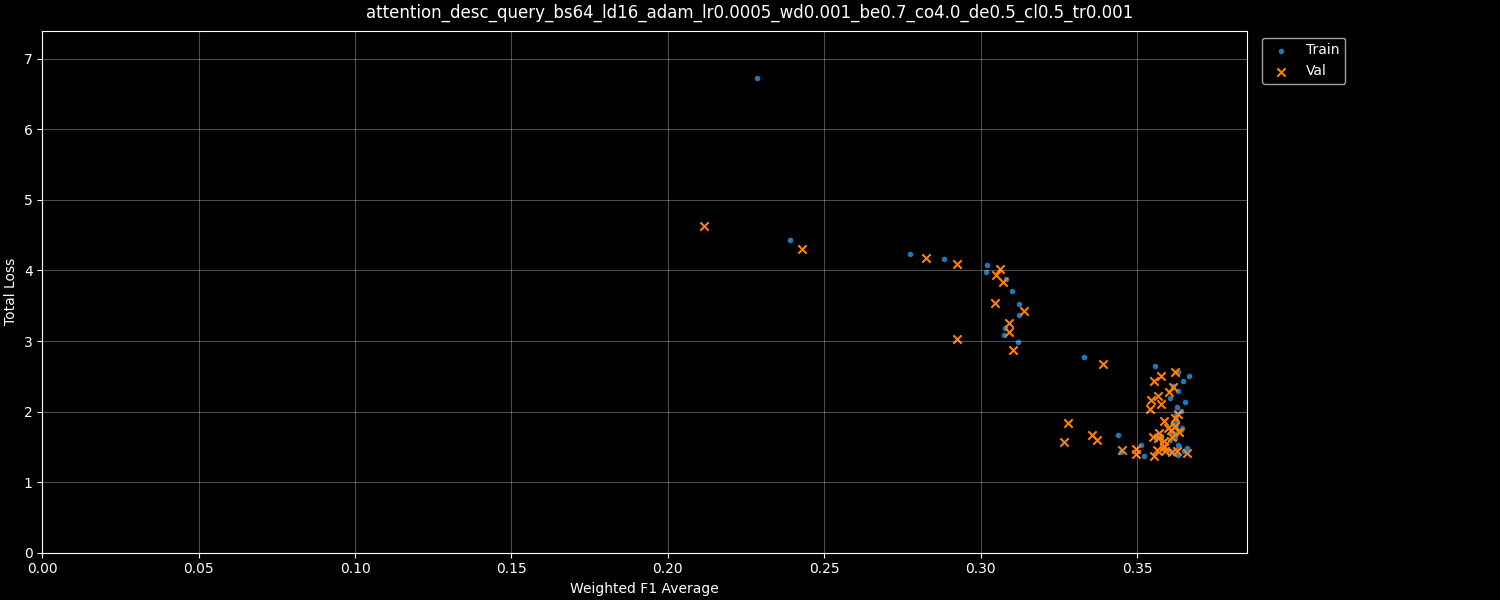 attention_desc_query_bs64_ld16_adam_lr0.0005_wd0.001_be0.7_co4.0_de0.5_cl0.5_tr0.001
Train
Val
7
6
5
4
3
2
1
0
Total Loss
0.00 0.05 0.10 0.15 0.20 0.25 0.30 0.35
Weighted F1 Average